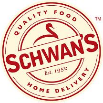 QUALITY FOOD
SCHWAN'S
Est. 1952
HOME DELIVERY
TM